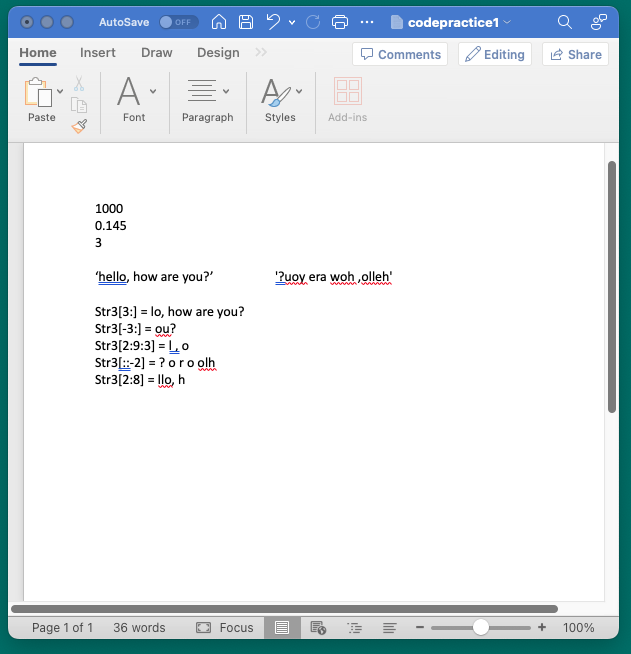 AutoSave OFF ... codepractice1
Home Insert Draw Design >> Comments Editing Share
Paste Font Paragraph Styles Add-ins
1000
0.145
3
‘hello, how are you?’ '?uoy era woh ,olleh'
Str3[3:] = lo, how are you?
Str3[-3:] = ou?
Str3[2:9:3] = l , o
Str3[::-2] = ? o r o olh
Str3[2:8] = llo, h
Page 1 of 1 36 words Focus 100%